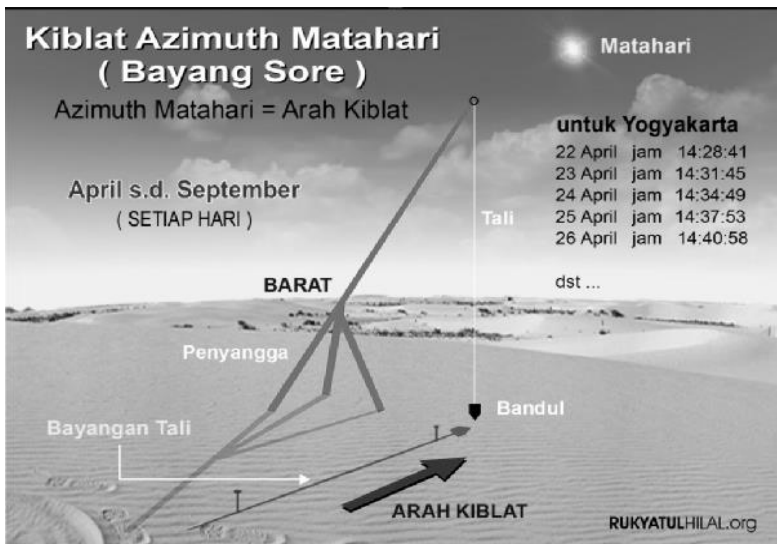 Kiblat Azimuth Matahari
( Bayang Sore )
Azimuth Matahari = Arah Kiblat
Matahari
untuk Yogyakarta
22 April jam 14:28:41
23 April jam 14:31:45
24 April jam 14:34:49
25 April jam 14:37:53
26 April jam 14:40:58
dst ...
April s.d. September
( SETIAP HARI )
Tali
BARAT
Penyangga
Bandul
Bayangan Tali
ARAH KIBLAT
RUKYATULHILAL.org